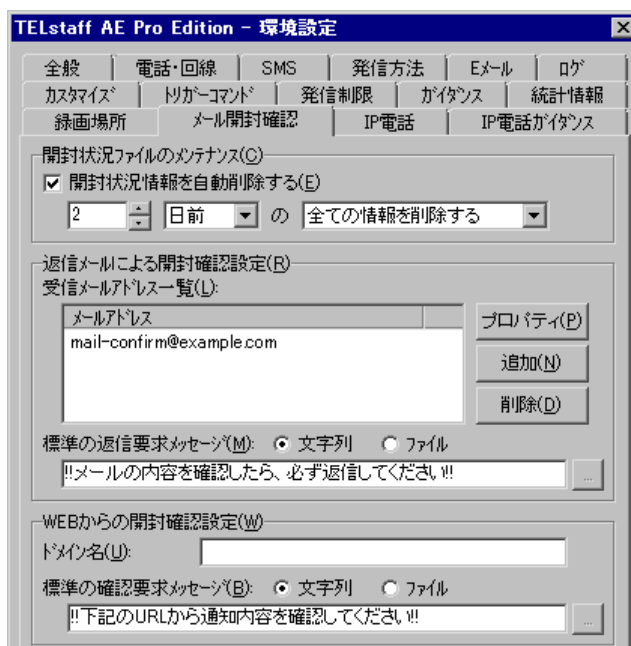 TELstaff AE Pro Edition - 環境設定
全般 電話・回線 SMS 発信方法 Eメール ログ
カスタマイズ トリガーコマンド 発信制限 ガイダンス 統計情報
録画場所 メール開封確認 IP電話 IP電話ガイダンス
開封状況ファイルのメンテナンス(C)
開封状況情報を自動削除する(E)
2 日前 の 全ての情報を削除する
返信メールによる開封確認設定(R)
受信メールアドレス一覧(L):
メールアドレス
mail-confirm@example.com
プロパティ(P)
追加(N)
削除(D)
標準の返信要求メッセージ(M): 文字列 ファイル
!!メールの内容を確認したら、必ず返信してください!! ...
WEBからの開封確認設定(W)
ドメイン名(U):
標準の確認要求メッセージ(B): 文字列 ファイル
!!下記のURLから通知内容を確認してください!! ...